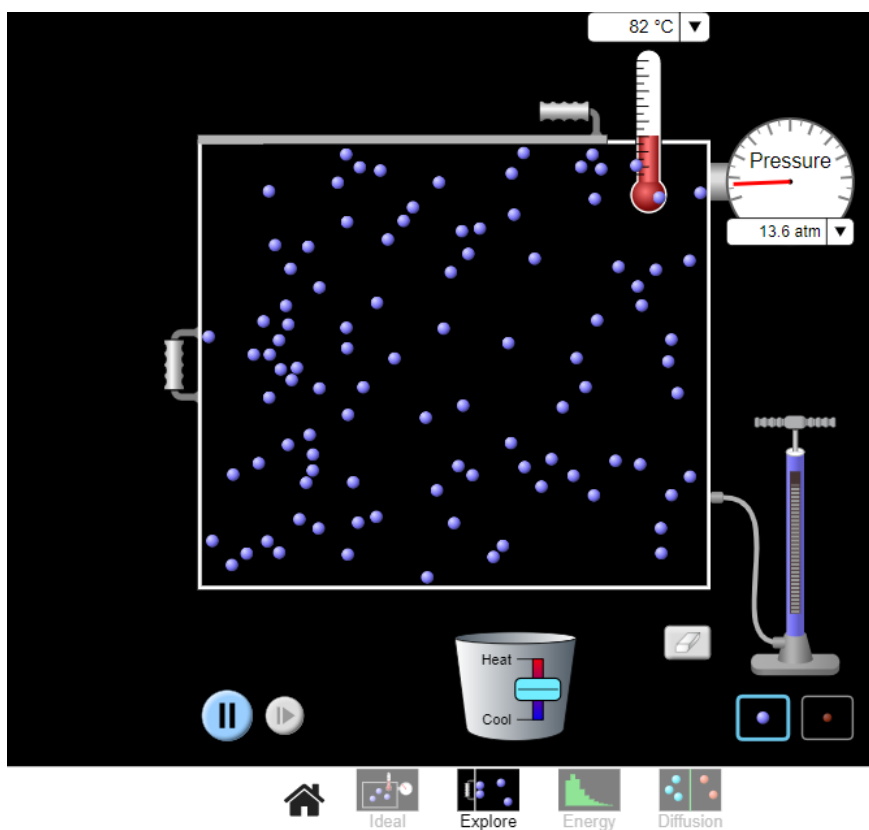 82 °C
Pressure
13.6 atm
Heat
Cool
Ideal
Explore
Energy
Diffusion